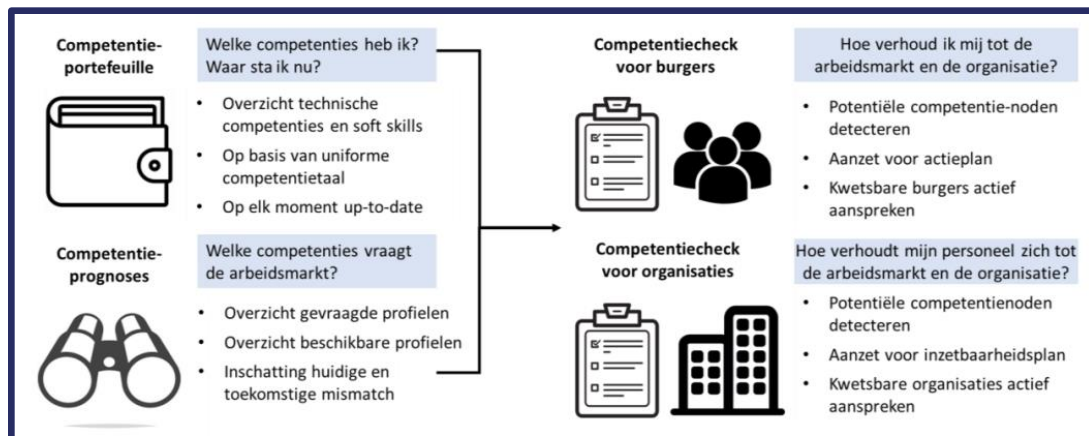 Competentie-
portefeuille
Welke competenties heb ik?
Waar sta ik nu?
• Overzicht technische
competenties en soft skills
• Op basis van uniforme
competentietaal
• Op elk moment up-to-date
Competentie-
prognoses
Welke competenties vraagt
de arbeidsmarkt?
• Overzicht gevraagde profielen
• Overzicht beschikbare profielen
• Inschatting huidige en
toekomstige mismatch
Competentiecheck
voor burgers
Hoe verhoud ik mij tot de
arbeidsmarkt en de organisatie?
• Potentiële competentie-noden
detecteren
• Aanzet voor actieplan
• Kwetsbare burgers actief
aanspreken
Competentiecheck
voor organisaties
Hoe verhoudt mijn personeel zich tot
de arbeidsmarkt en de organisatie?
• Potentiële competentienoden
detecteren
• Aanzet voor inzetbaarheidsplan
• Kwetsbare organisaties actief
aanspreken